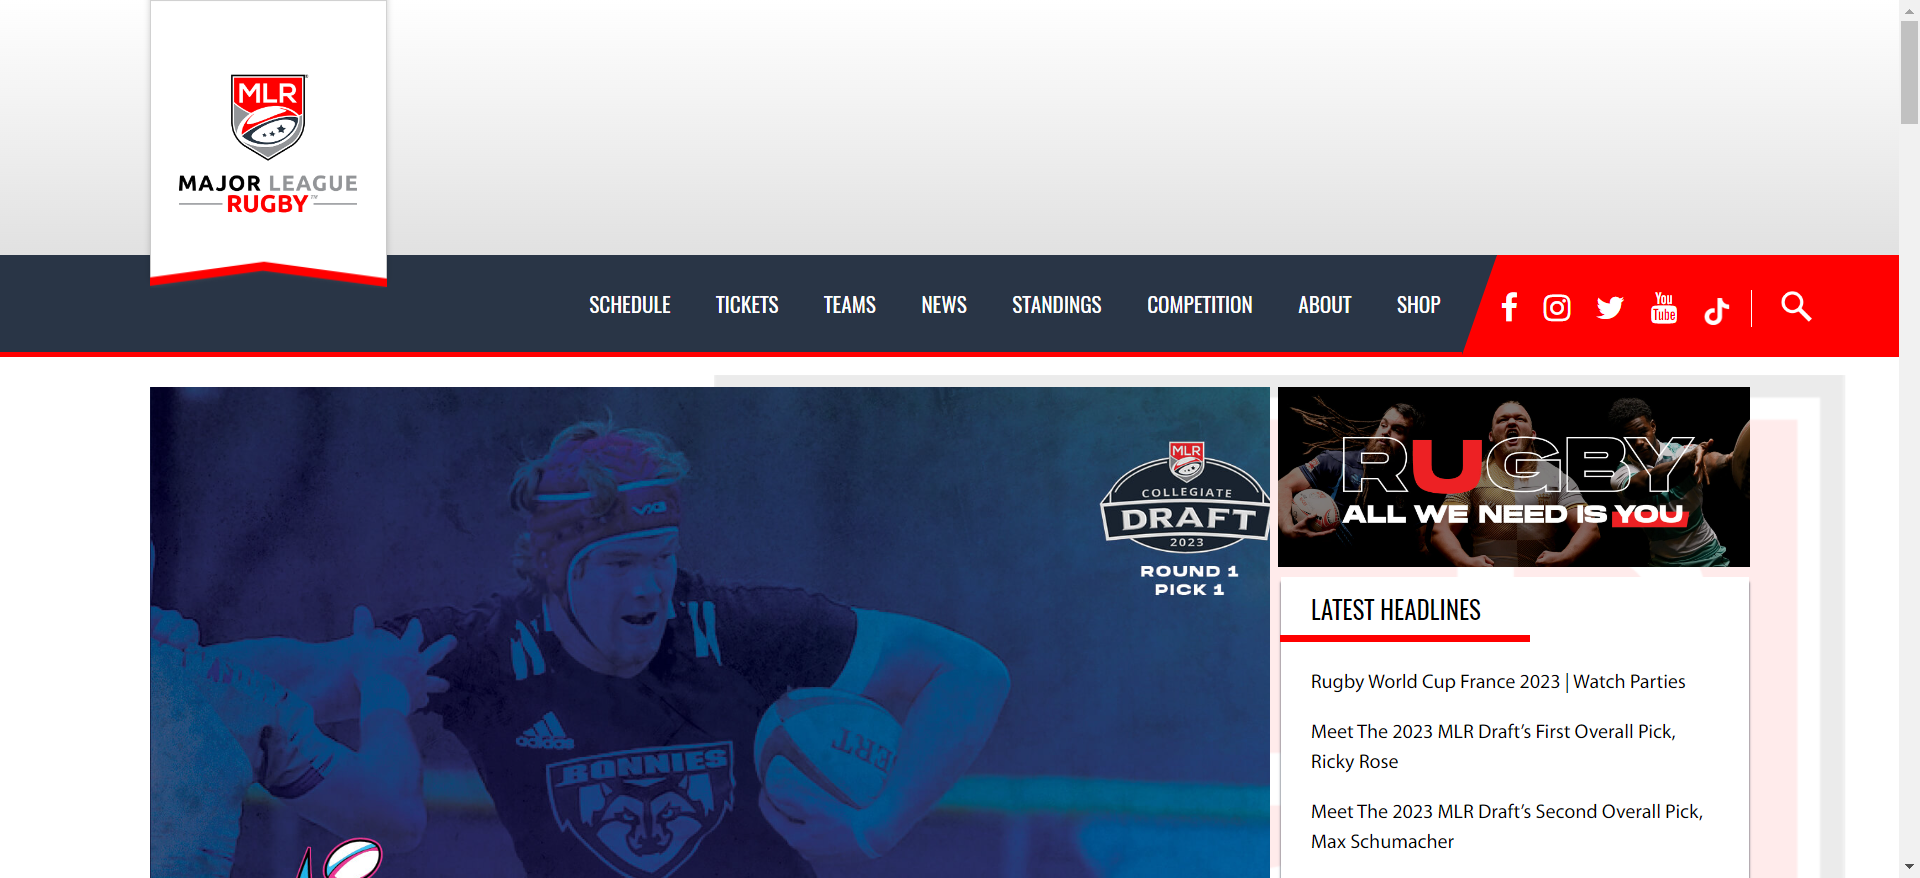 MLR
MAJOR LEAGUE
RUGBY™
SCHEDULE TICKETS TEAMS NEWS STANDINGS COMPETITION ABOUT SHOP
You
Tube
MLR
COLLEGIATE
DRAFT
2023
ROUND 1
PICK 1
VXG
adidas
BONNIES
RUGBY
ALL WE NEED IS YOU
LATEST HEADLINES
Rugby World Cup France 2023 | Watch Parties
Meet The 2023 MLR Draft’s First Overall Pick,
Ricky Rose
Meet The 2023 MLR Draft’s Second Overall Pick,
Max Schumacher